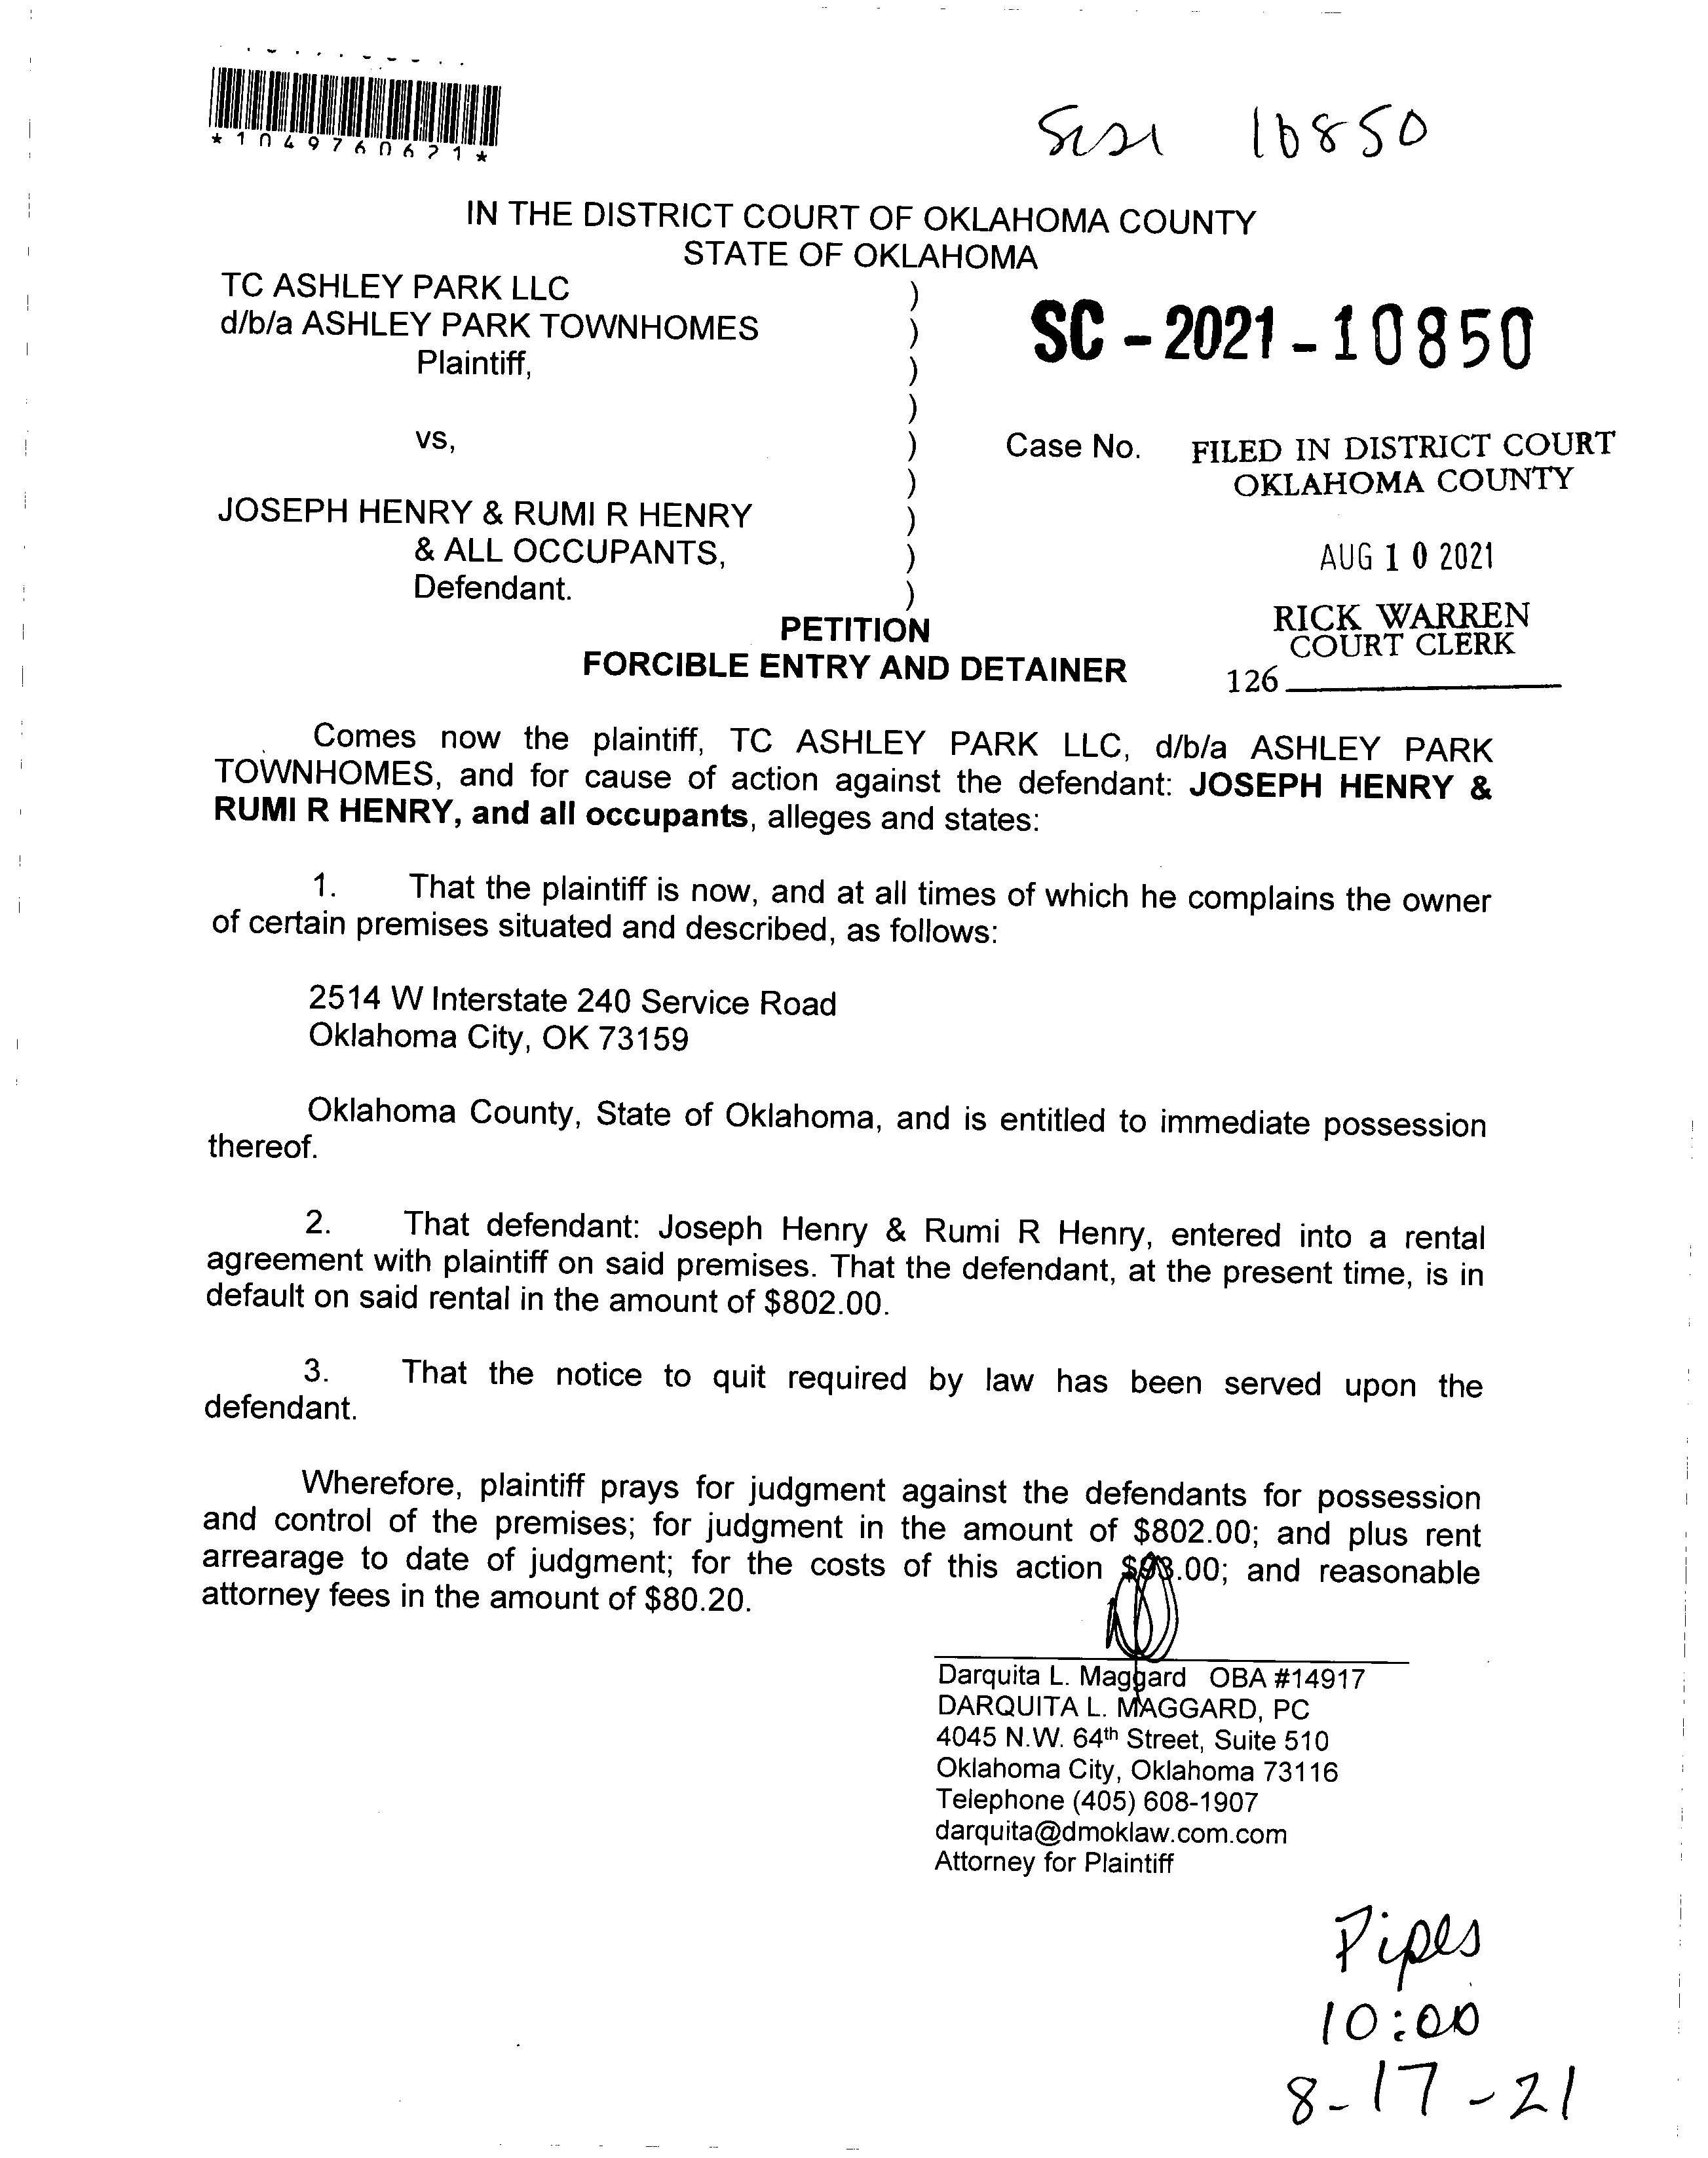 *1049760621*
10850
IN THE DISTRICT COURT OF OKLAHOMA COUNTY
STATE OF OKLAHOMA
TC ASHLEY PARK LLC )
d/b/a ASHLEY PARK TOWNHOMES )
Plaintiff, )
)
SC - 2021 - 10850
vs, )
)
Case No.
FILED IN DISTRICT COURT
OKLAHOMA COUNTY
JOSEPH HENRY & RUMI R HENRY )
& ALL OCCUPANTS, )
Defendant. )
AUG 10 2021
RICK WARREN
COURT CLERK
126
PETITION
FORCIBLE ENTRY AND DETAINER
Comes now the plaintiff, TC ASHLEY PARK LLC, d/b/a ASHLEY PARK
TOWNHOMES, and for cause of action against the defendant: JOSEPH HENRY &
RUMI R HENRY, and all occupants, alleges and states:
1. That the plaintiff is now, and at all times of which he complains the owner
of certain premises situated and described, as follows:
2514 W Interstate 240 Service Road
Oklahoma City, OK 73159
Oklahoma County, State of Oklahoma, and is entitled to immediate possession
thereof.
2. That defendant: Joseph Henry & Rumi R Henry, entered into a rental
agreement with plaintiff on said premises. That the defendant, at the present time, is in
default on said rental in the amount of $802.00.
3. That the notice to quit required by law has been served upon the
defendant.
Wherefore, plaintiff prays for judgment against the defendants for possession
and control of the premises; for judgment in the amount of $802.00; and plus rent
arrearage to date of judgment; for the costs of this action .00; and reasonable
attorney fees in the amount of $80.20.
Darquita L. Maggard OBA #14917
DARQUITA L. MAGGARD, PC
4045 N.W. 64th Street, Suite 510
Oklahoma City, Oklahoma 73116
Telephone (405) 608-1907
darquita@dmoklaw.com.com
Attorney for Plaintiff
Pipes
10:00
8-17-21